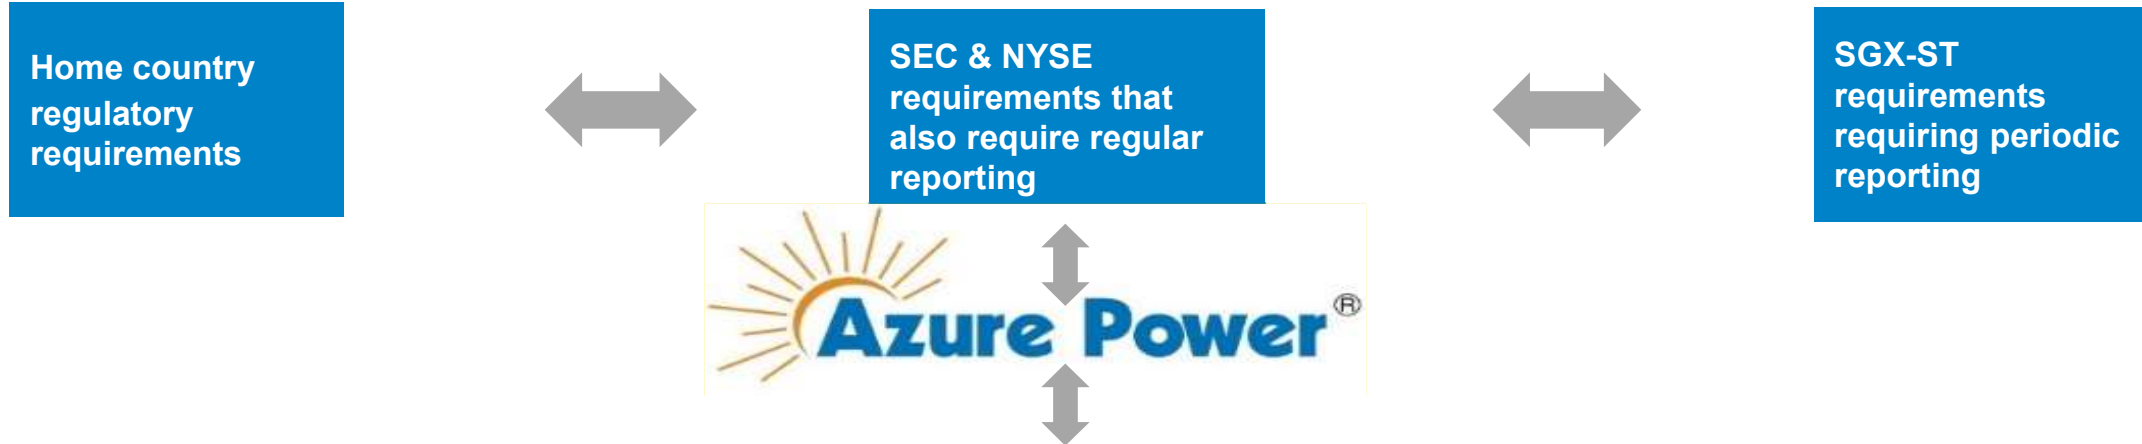 Home country
regulatory
requirements
SEC & NYSE
requirements that
also require regular
reporting
SGX-ST
requirements
requiring periodic
reporting
Azure Power®